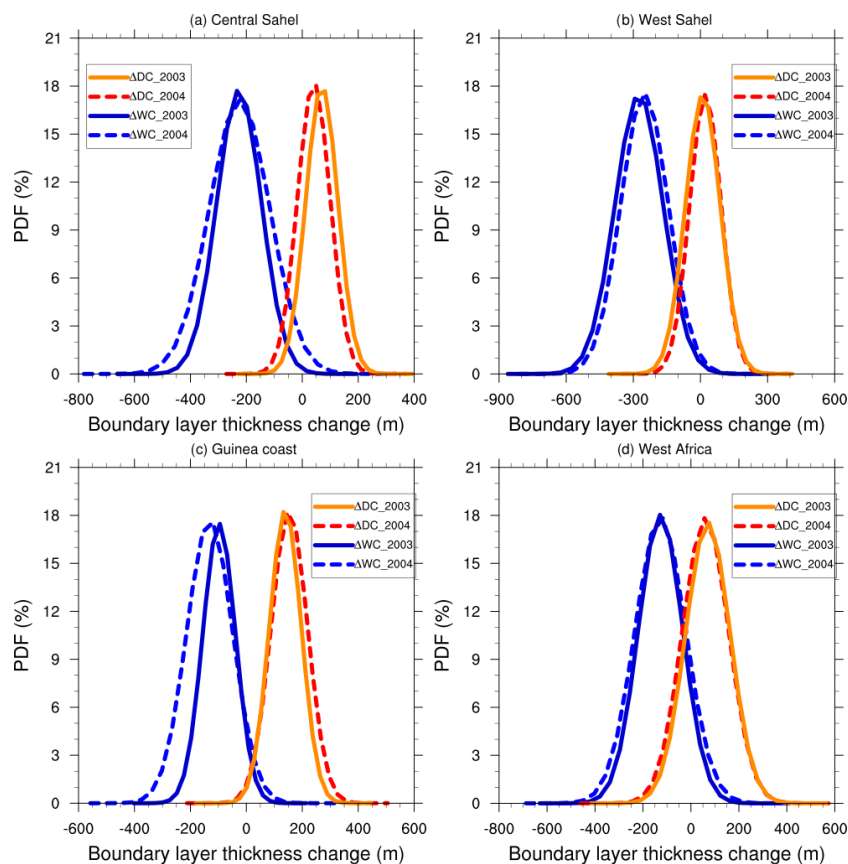 (a) Central Sahel
21
18
15
12
9
6
3
0
PDF (%)
ΔDC_2003
ΔDC_2004
ΔWC_2003
ΔWC_2004
-800 -600 -400 -200 0 200 400
Boundary layer thickness change (m)
(b) West Sahel
21
18
15
12
9
6
3
0
PDF (%)
ΔDC_2003
ΔDC_2004
ΔWC_2003
ΔWC_2004
-900 -600 -300 0 300 600
Boundary layer thickness change (m)
(c) Guinea coast
21
18
15
12
9
6
3
0
PDF (%)
ΔDC_2003
ΔDC_2004
ΔWC_2003
ΔWC_2004
-600 -400 -200 0 200 400 600
Boundary layer thickness change (m)
(d) West Africa
21
18
15
12
9
6
3
0
PDF (%)
ΔDC_2003
ΔDC_2004
ΔWC_2003
ΔWC_2004
-800 -600 -400 -200 0 200 400 600
Boundary layer thickness change (m)